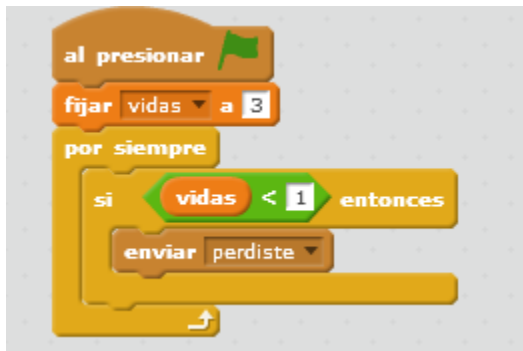 al presionar
fijar vidas a 3
por siempre
si vidas < 1 entonces
enviar perdiste